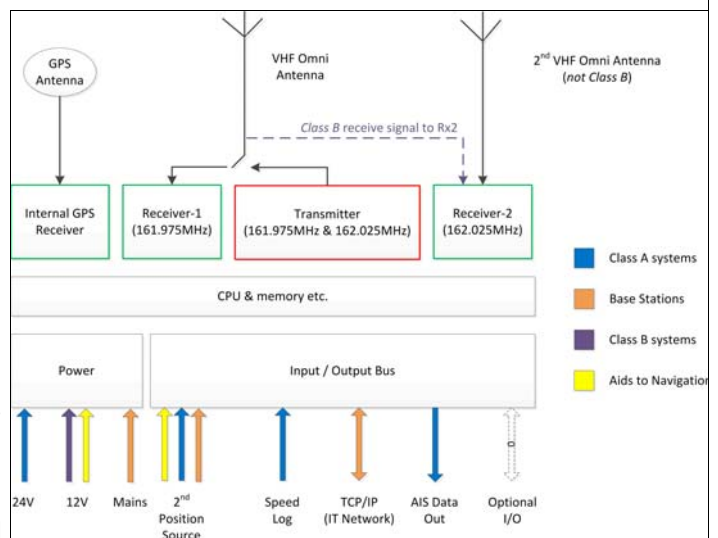 GPS
Antenna
VHF Omni
Antenna
2nd VHF Omni Antenna
(not Class B)
Class B receive signal to Rx2
Internal GPS
Receiver
Receiver-1
(161.975MHz)
Transmitter
(161.975MHz & 162.025MHz)
Receiver-2
(162.025MHz)
CPU & memory etc.
Power
Input / Output Bus
Class A systems
Base Stations
Class B systems
Aids to Navigation
24V
12V
Mains
2nd
Position
Source
Speed
Log
TCP/IP
(IT Network)
AIS Data
Out
0
Optional
I/O